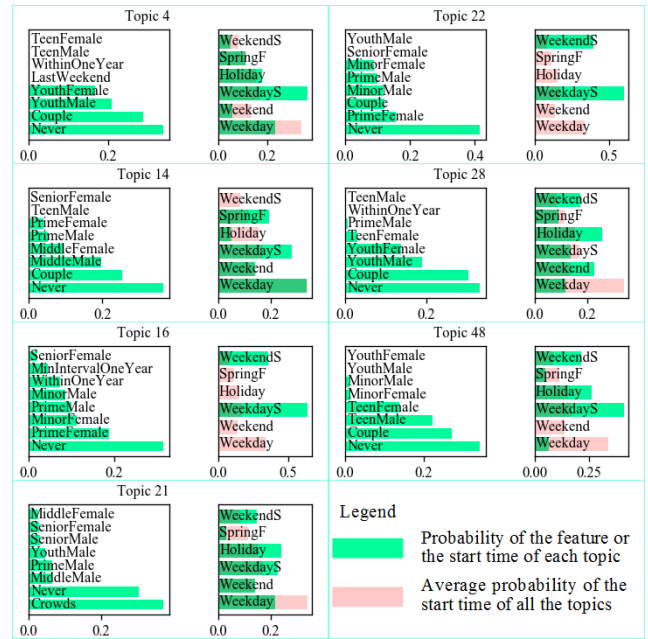 Topic 4
TeenFemale
TeenMale
WithinOneYear
LastWeekend
YouthFemale
YouthMale
Couple
Never
0.0 0.2
WeekendS
SpringF
Holiday
WeekdayS
Weekend
Weekday
0.0 0.2
Topic 22
YouthMale
SeniorFemale
MinorFemale
PrimeMale
MinorMale
Couple
PrimeFemale
Never
0.0 0.2 0.4
WeekendS
SpringF
Holiday
WeekdayS
Weekend
Weekday
0.0 0.5
Topic 14
SeniorFemale
TeenMale
PrimeFemale
PrimeMale
MiddleFemale
MiddleMale
Couple
Never
0.0 0.2
WeekendS
SpringF
Holiday
WeekdayS
Weekend
Weekday
0.0 0.2
Topic 28
TeenMale
WithinOneYear
PrimeMale
TeenFemale
YouthFemale
YouthMale
Couple
Never
0.0 0.2
WeekendS
SpringF
Holiday
WeekdayS
Weekend
Weekday
0.0 0.2
Topic 16
SeniorFemale
MinIntervalOneYear
WithinOneYear
MinorMale
PrimeMale
MinorFemale
PrimeFemale
Never
0.0 0.2
WeekendS
SpringF
Holiday
WeekdayS
Weekend
Weekday
0.0 0.5
Topic 48
YouthFemale
YouthMale
MinorMale
MinorFemale
TeenFemale
TeenMale
Couple
Never
0.0 0.2
WeekendS
SpringF
Holiday
WeekdayS
Weekend
Weekday
0.00 0.25
Topic 21
MiddleFemale
SeniorFemale
SeniorMale
YouthMale
PrimeMale
MiddleMale
Never
Crowds
0.0 0.2
WeekendS
SpringF
Holiday
WeekdayS
Weekend
Weekday
0.0 0.2
Legend
Probability of the feature or
the start time of each topic
Average probability of the
start time of all the topics